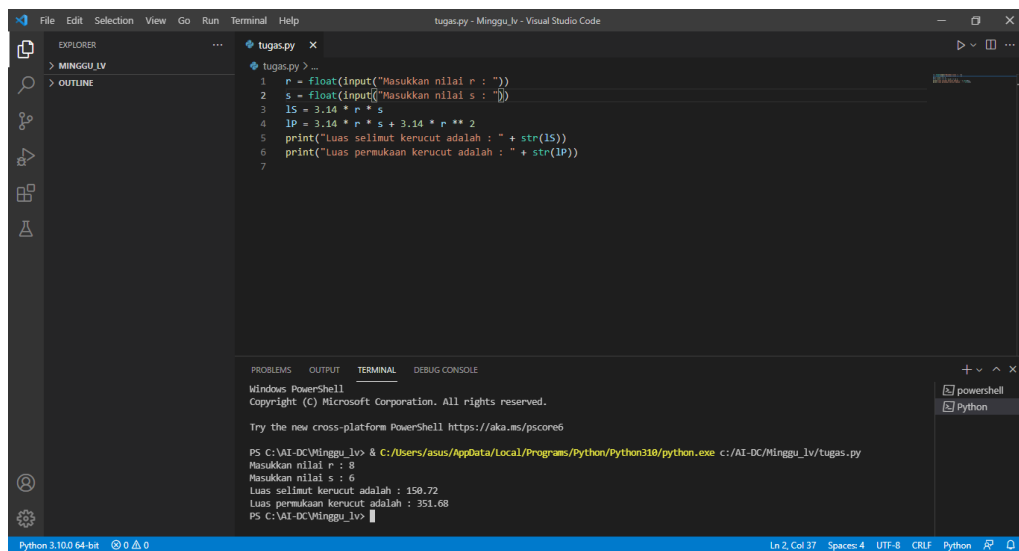 File Edit Selection View Go Run Terminal Help tugas.py - Minggu_lv - Visual Studio Code
EXPLORER
MINGGU_LV
OUTLINE
tugas.py
tugas.py > ...
1 r = float(input("Masukkan nilai r : "))
2 s = float(input("Masukkan nilai s : "))
3 lS = 3.14 * r * s
4 lP = 3.14 * r * s + 3.14 * r ** 2
5 print("Luas selimut kerucut adalah : " + str(lS))
6 print("Luas permukaan kerucut adalah : " + str(lP))
7
PROBLEMS OUTPUT TERMINAL DEBUG CONSOLE
powershell
Python
Windows PowerShell
Copyright (C) Microsoft Corporation. All rights reserved.
Try the new cross-platform PowerShell https://aka.ms/pscore6
PS C:\AI-DC\Minggu_lv> & C:/Users/asus/AppData/Local/Programs/Python/Python310/python.exe c:/AI-DC/Minggu_lv/tugas.py
Masukkan nilai r : 8
Masukkan nilai s : 6
Luas selimut kerucut adalah : 150.72
Luas permukaan kerucut adalah : 351.68
PS C:\AI-DC\Minggu_lv>
Python 3.10.0 64-bit 0 0 Ln 2, Col 37 Spaces: 4 UTF-8 CRLF Python